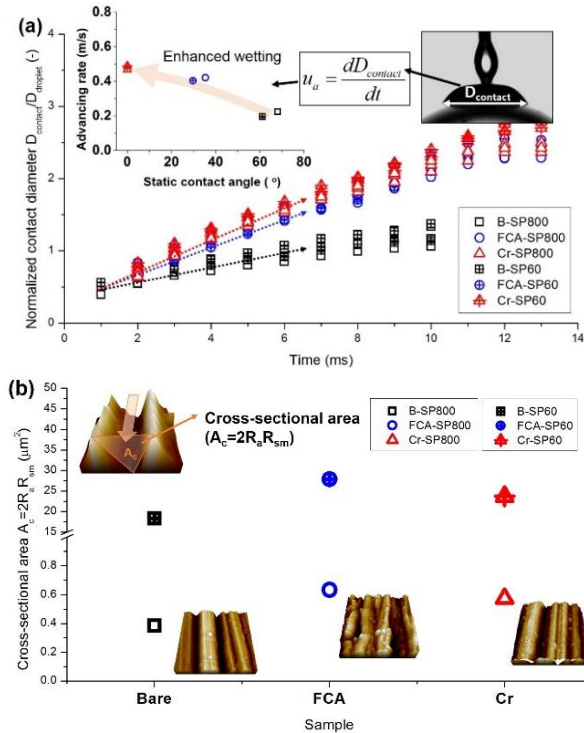 (a)
Normalized contact diameter D_contact/D_droplet (-)
4
3
2
1
0
0 2 4 6 8 10 12 14
Time (ms)
Advancing rate (m/s)
0.8
0.6
0.4
0.2
0.0
0 20 40 60 80
Static contact angle ( °)
Enhanced wetting
u_a = dD_contact / dt
D_contact
B-SP800
FCA-SP800
Cr-SP800
B-SP60
FCA-SP60
Cr-SP60
(b)
Cross-sectional area A_c=2R_a R_sm (μm²)
50
45
40
35
30
25
20
15
0.8
0.6
0.4
0.2
0.0
A_c
Cross-sectional area
(A_c=2R_aR_sm)
B-SP800
FCA-SP800
Cr-SP800
B-SP60
FCA-SP60
Cr-SP60
Bare FCA Cr
Sample